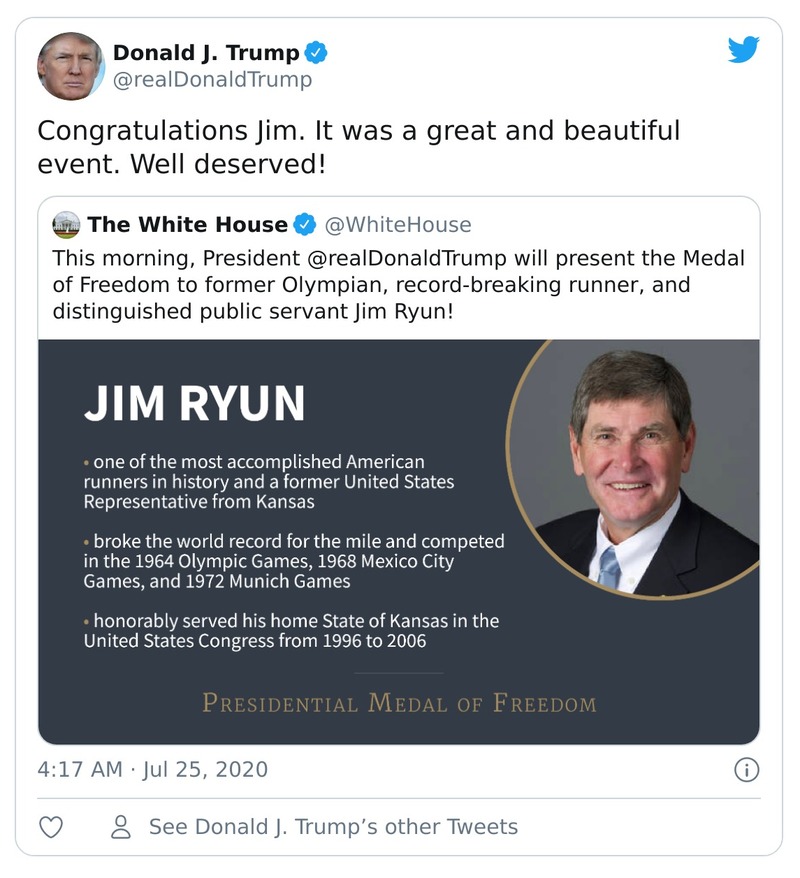 Donald J. Trump
@realDonaldTrump
Congratulations Jim. It was a great and beautiful
event. Well deserved!
The White House @WhiteHouse
This morning, President @realDonaldTrump will present the Medal
of Freedom to former Olympian, record-breaking runner, and
distinguished public servant Jim Ryun!
JIM RYUN
• one of the most accomplished American
runners in history and a former United States
Representative from Kansas
• broke the world record for the mile and competed
in the 1964 Olympic Games, 1968 Mexico City
Games, and 1972 Munich Games
• honorably served his home State of Kansas in the
United States Congress from 1996 to 2006
Presidential Medal of Freedom
4:17 AM · Jul 25, 2020
See Donald J. Trump’s other Tweets